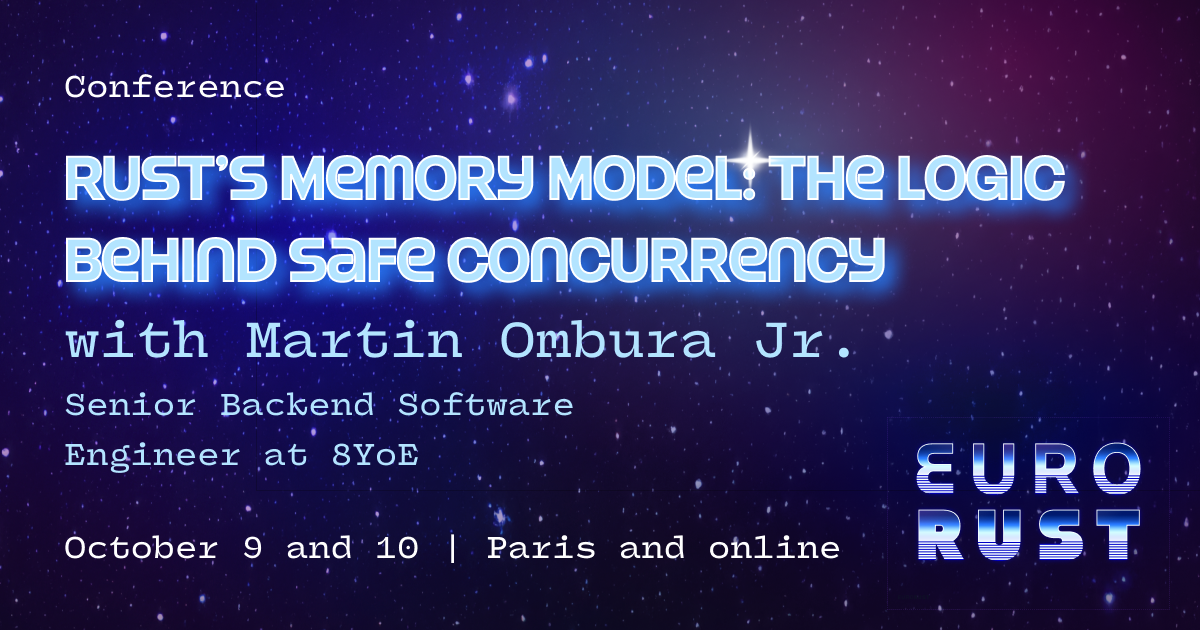 Conference
RUST'S MEMORY MODEL: THE LOGIC
BEHIND SAFE CONCURRENCY
with Martin Ombura Jr.
Senior Backend Software
Engineer at 8YoE
October 9 and 10 | Paris and online
EURO
RUST